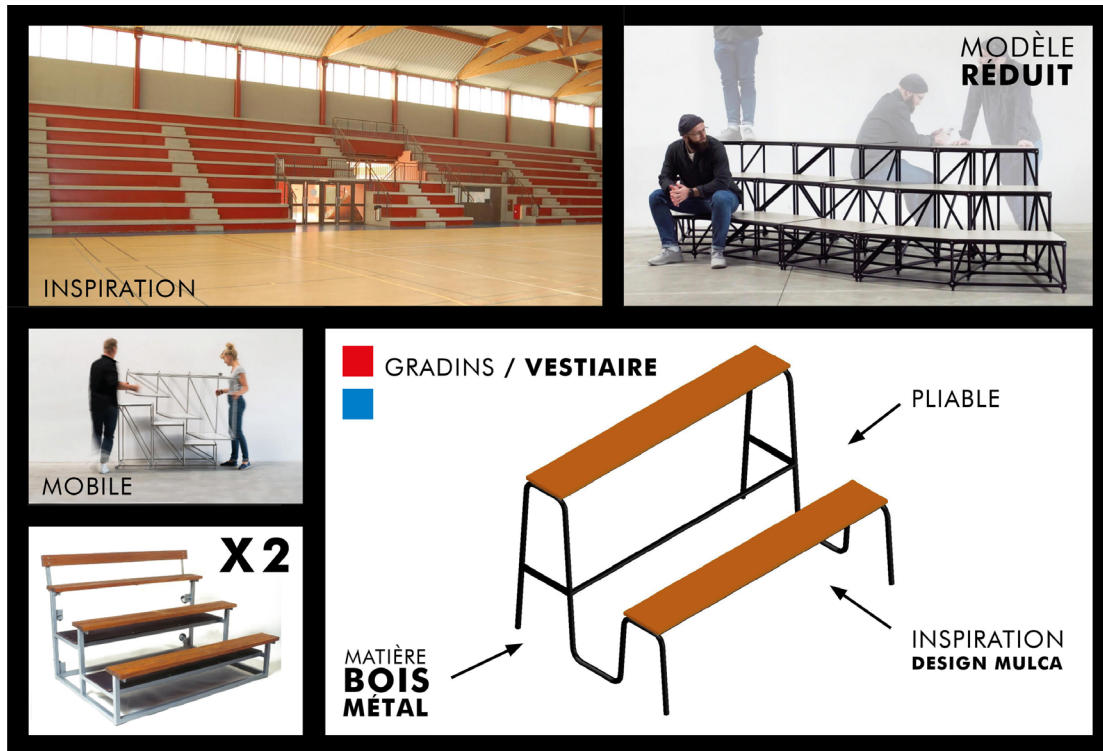 INSPIRATION
MODÈLE
RÉDUIT
MOBILE
X2
GRADINS / VESTIAIRE
PLIABLE
MATIÈRE
BOIS
MÉTAL
INSPIRATION
DESIGN MULCA